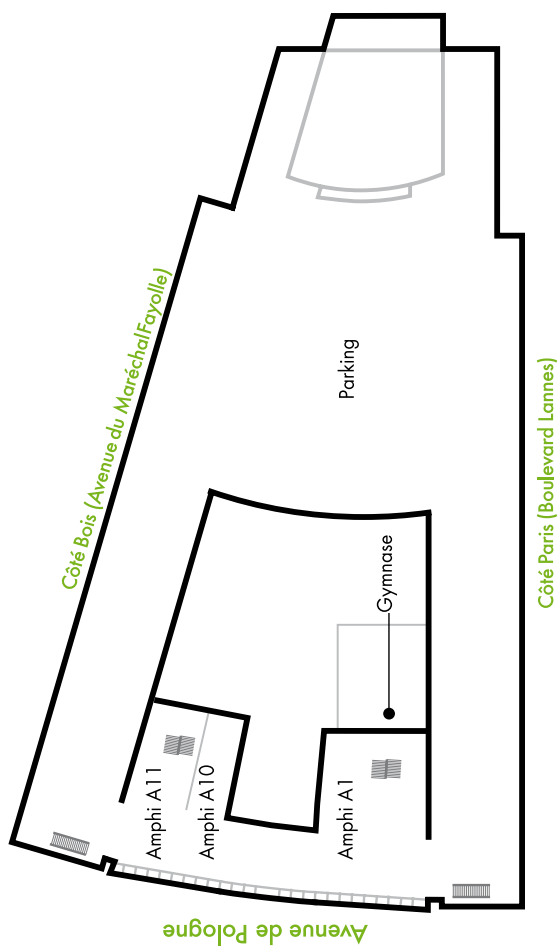 Côté Bois (Avenue du Maréchal Fayolle)
Parking
Côté Paris (Boulevard Lannes)
Gymnase
Amphi A11
Amphi A10
Amphi A1
Avenue de Pologne